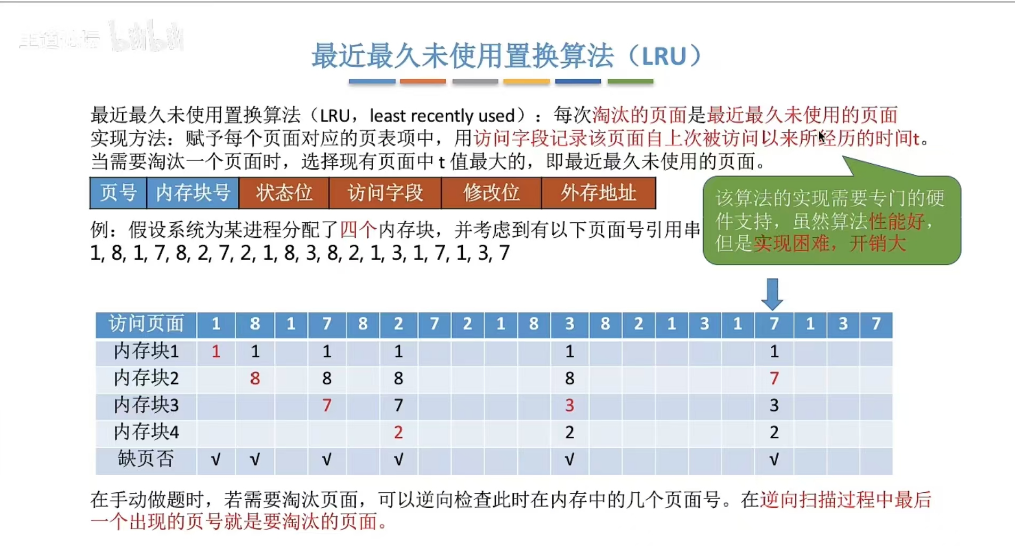 bilibili
最近最久未使用置换算法（LRU）
最近最久未使用置换算法（LRU，least recently used）：每次淘汰的页面是最近最久未使用的页面
实现方法：赋予每个页面对应的页表项中，用访问字段记录该页面自上次被访问以来所经历的时间t。
当需要淘汰一个页面时，选择现有页面中 t 值最大的，即最近最久未使用的页面。
页号 内存块号 状态位 访问字段 修改位 外存地址
该算法的实现需要专门的硬
件支持，虽然算法性能好，
但是实现困难，开销大
例：假设系统为某进程分配了四个内存块，并考虑到有以下页面号引用串
1, 8, 1, 7, 8, 2, 7, 2, 1, 8, 3, 8, 2, 1, 3, 1, 7, 1, 3, 7
访问页面 1 8 1 7 8 2 7 2 1 8 3 8 2 1 3 1 7 1 3 7
内存块1 1 1 1 1 1 1
内存块2 8 8 8 8 7
内存块3 7 7 3 3
内存块4 2 2 2
缺页否 √ √ √ √ √ √
在手动做题时，若需要淘汰页面，可以逆向检查此时在内存中的几个页面号。在逆向扫描过程中最后
一个出现的页号就是要淘汰的页面。